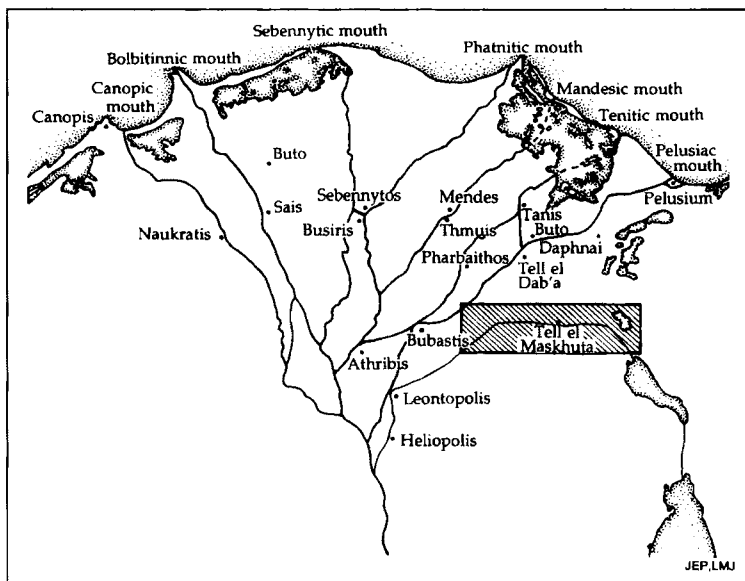 Sebennytic mouth
Bolbitinnic mouth
Phatnitic mouth
Canopic
mouth
Mandesic mouth
Canopis
Tenitic mouth
Pelusiac
mouth
Buto
Sebennytos
Mendes
Pelusium
Sais
Tanis
Busiris
Thmuis
Buto
Naukratis
Daphnai
Pharbaithos
Tell el
Dab'a
Bubastis
Tell el
Maskhuta
Athribis
Leontopolis
Heliopolis
JEP,LMJ